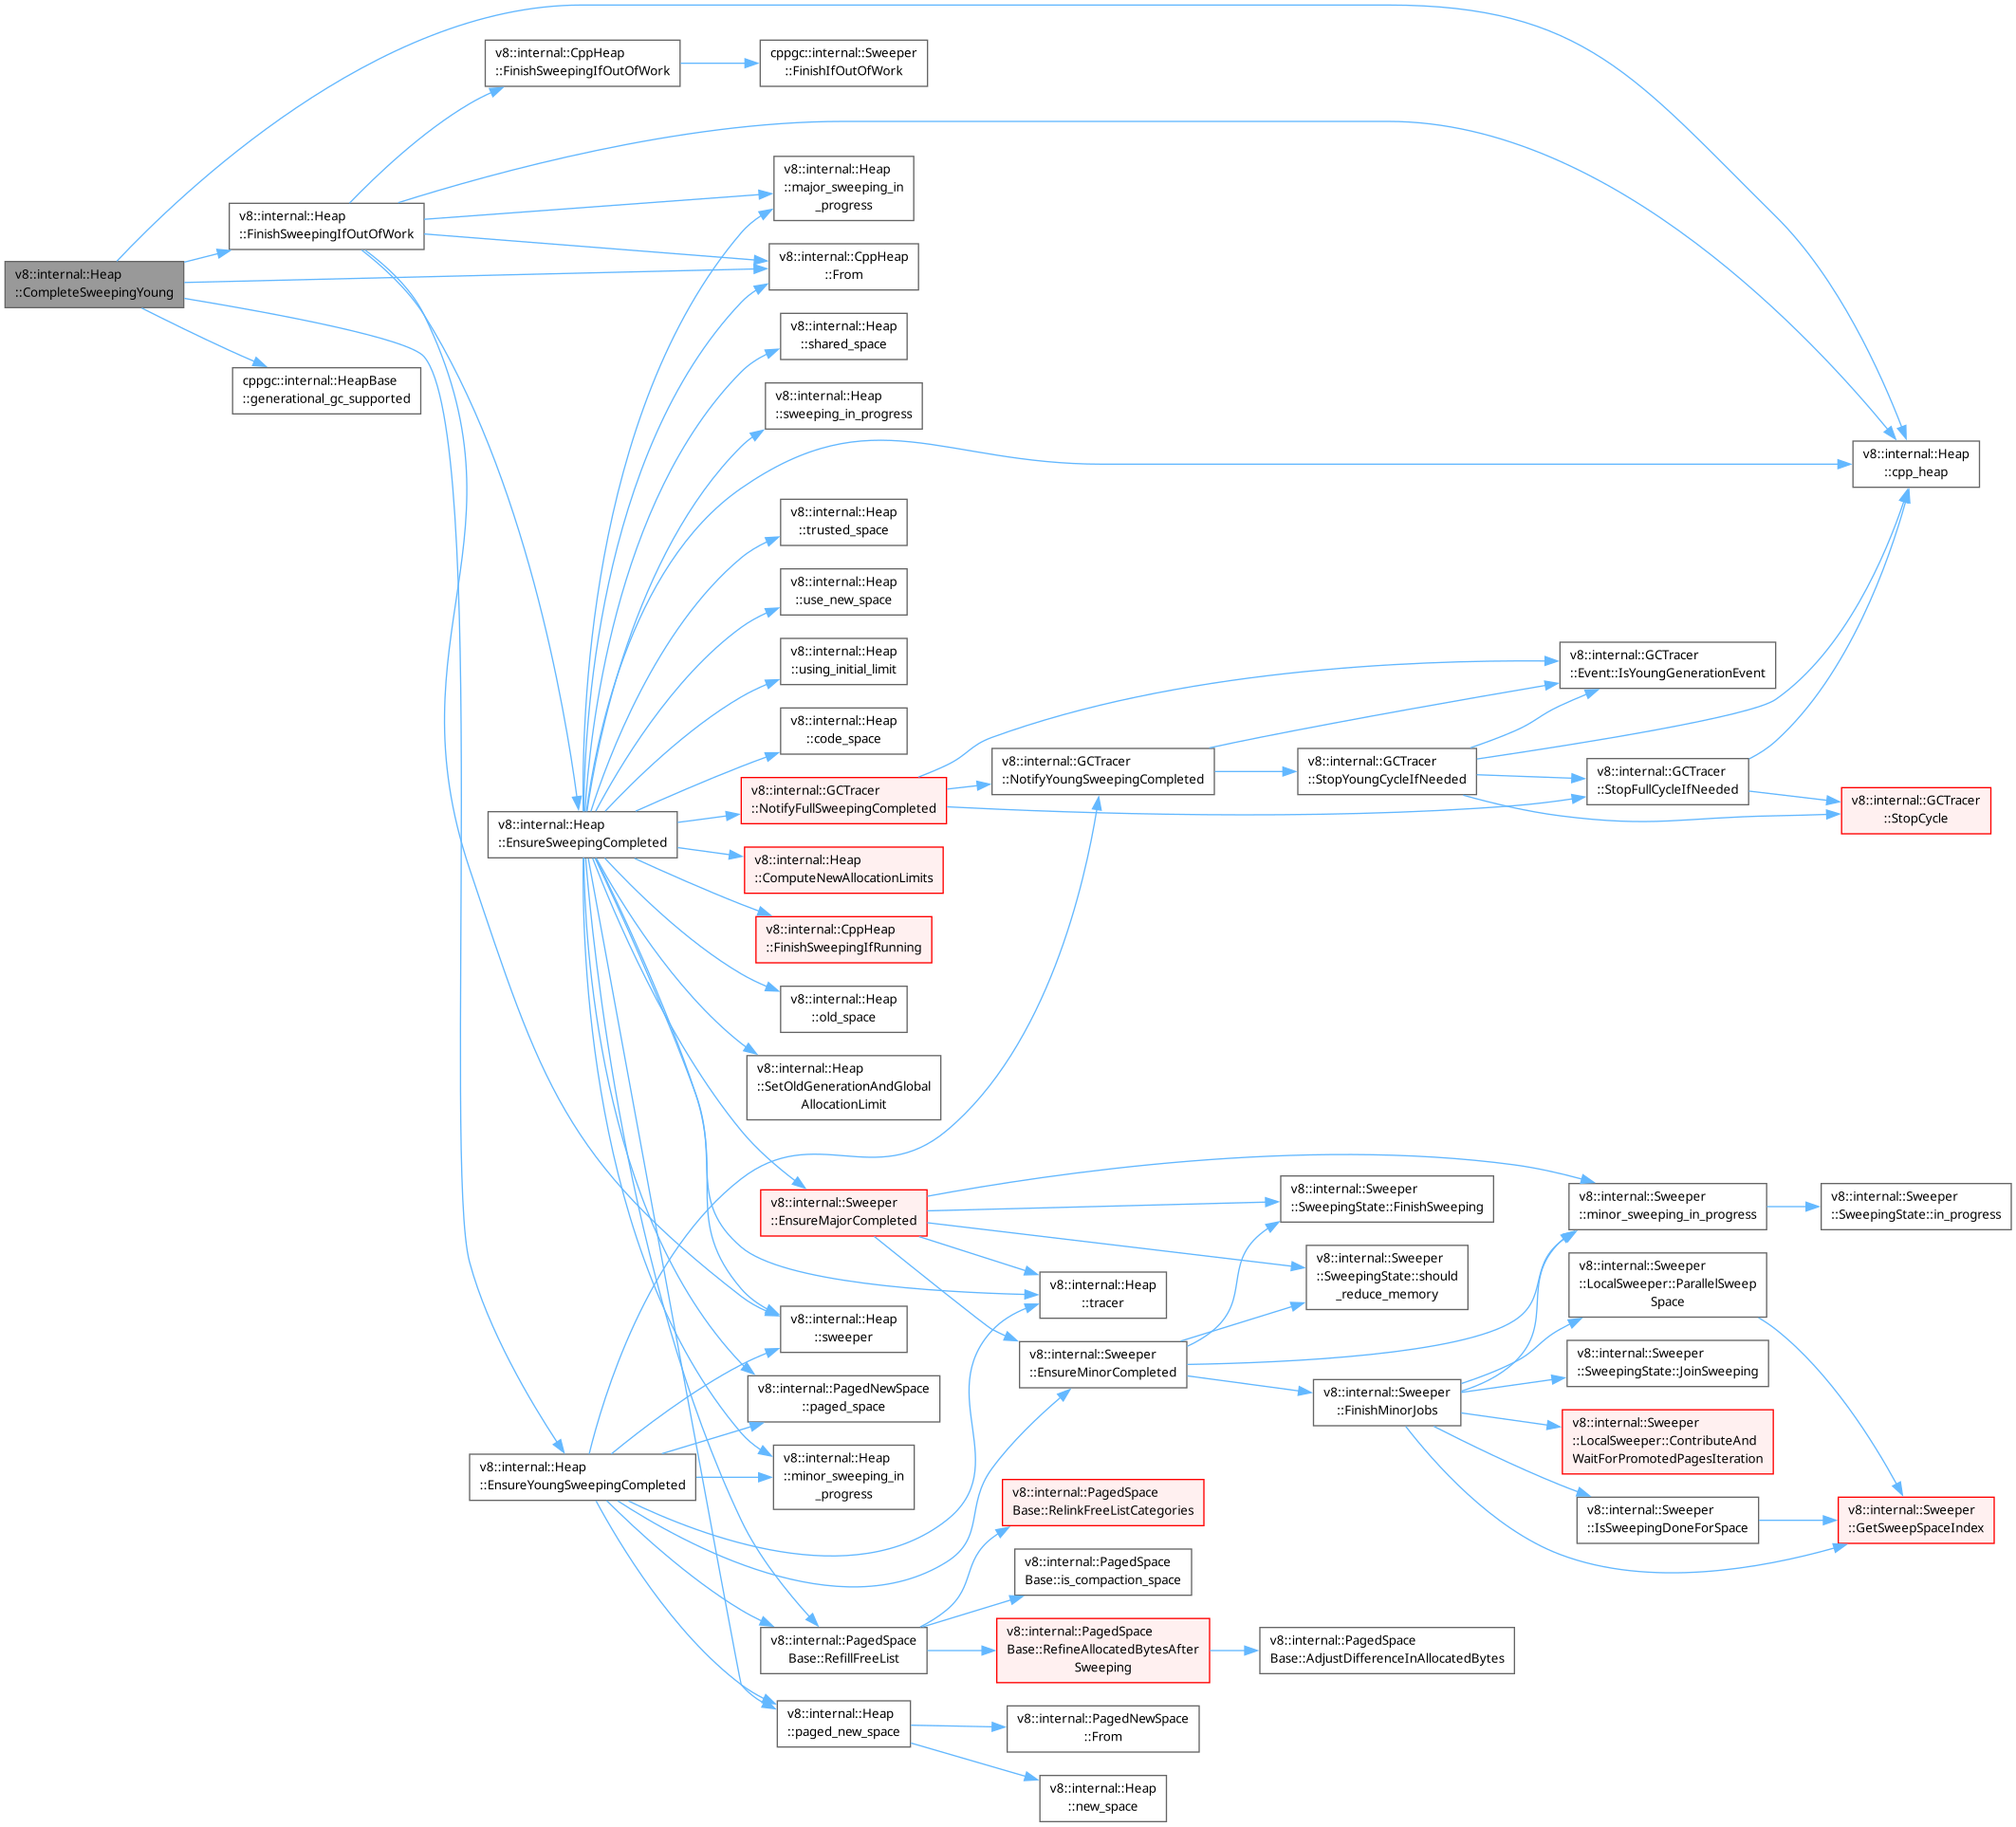 v8::internal::Heap
::CompleteSweepingYoung
v8::internal::Heap
::FinishSweepingIfOutOfWork
cppgc::internal::HeapBase
::generational_gc_supported
v8::internal::CppHeap
::FinishSweepingIfOutOfWork
v8::internal::Heap
::EnsureSweepingCompleted
v8::internal::Heap
::EnsureYoungSweepingCompleted
cppgc::internal::Sweeper
::FinishIfOutOfWork
v8::internal::Heap
::major_sweeping_in
_progress
v8::internal::CppHeap
::From
v8::internal::Heap
::shared_space
v8::internal::Heap
::sweeping_in_progress
v8::internal::Heap
::trusted_space
v8::internal::Heap
::use_new_space
v8::internal::Heap
::using_initial_limit
v8::internal::Heap
::code_space
v8::internal::GCTracer
::NotifyFullSweepingCompleted
v8::internal::Heap
::ComputeNewAllocationLimits
v8::internal::CppHeap
::FinishSweepingIfRunning
v8::internal::Heap
::old_space
v8::internal::Heap
::SetOldGenerationAndGlobal
AllocationLimit
v8::internal::Sweeper
::EnsureMajorCompleted
v8::internal::Heap
::sweeper
v8::internal::PagedNewSpace
::paged_space
v8::internal::Heap
::minor_sweeping_in
_progress
v8::internal::PagedSpace
Base::RefillFreeList
v8::internal::Heap
::paged_new_space
v8::internal::GCTracer
::NotifyYoungSweepingCompleted
v8::internal::Heap
::tracer
v8::internal::Sweeper
::EnsureMinorCompleted
v8::internal::PagedSpace
Base::RelinkFreeListCategories
v8::internal::PagedSpace
Base::is_compaction_space
v8::internal::PagedSpace
Base::RefineAllocatedBytesAfter
Sweeping
v8::internal::PagedNewSpace
::From
v8::internal::Heap
::new_space
v8::internal::GCTracer
::StopYoungCycleIfNeeded
v8::internal::Sweeper
::SweepingState::FinishSweeping
v8::internal::Sweeper
::SweepingState::should
_reduce_memory
v8::internal::Sweeper
::FinishMinorJobs
v8::internal::PagedSpace
Base::AdjustDifferenceInAllocatedBytes
v8::internal::GCTracer
::Event::IsYoungGenerationEvent
v8::internal::GCTracer
::StopFullCycleIfNeeded
v8::internal::Sweeper
::minor_sweeping_in_progress
v8::internal::Sweeper
::LocalSweeper::ParallelSweep
Space
v8::internal::Sweeper
::SweepingState::JoinSweeping
v8::internal::Sweeper
::LocalSweeper::ContributeAnd
WaitForPromotedPagesIteration
v8::internal::Sweeper
::IsSweepingDoneForSpace
v8::internal::Heap
::cpp_heap
v8::internal::GCTracer
::StopCycle
v8::internal::Sweeper
::SweepingState::in_progress
v8::internal::Sweeper
::GetSweepSpaceIndex